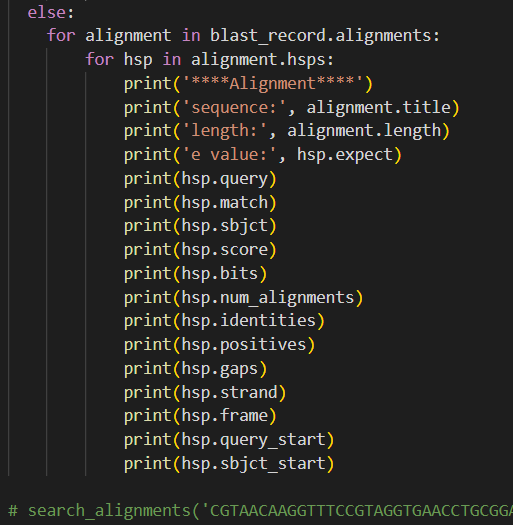 else:
for alignment in blast_record.alignments:
for hsp in alignment.hsps:
print('****Alignment****')
print('sequence:', alignment.title)
print('length:', alignment.length)
print('e value:', hsp.expect)
print(hsp.query)
print(hsp.match)
print(hsp.sbjct)
print(hsp.score)
print(hsp.bits)
print(hsp.num_alignments)
print(hsp.identities)
print(hsp.positives)
print(hsp.gaps)
print(hsp.strand)
print(hsp.frame)
print(hsp.query_start)
print(hsp.sbjct_start)
# search_alignments('CGTAACAAGGTTTCCGTAGGTGAACCTGCGGA